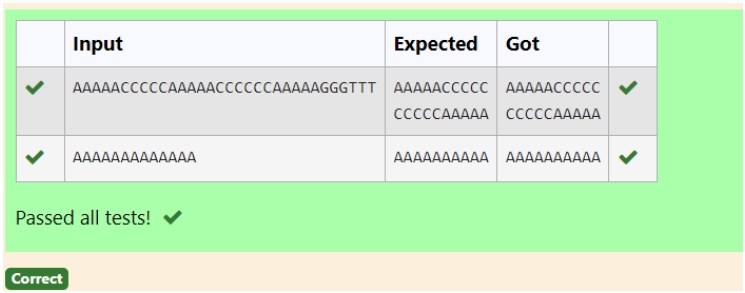 Input Expected Got
AAAAACCCCCAAAAACCCCCCAAAAAGGGTTT AAAAACCCCC AAAAACCCCC
CCCCCAAAAA CCCCCAAAAA
AAAAAAAAAAAAA AAAAAAAAAA AAAAAAAAAA
Passed all tests!
Correct